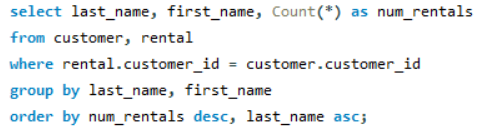 select last_name, first_name, Count(*) as num_rentals
from customer, rental
where rental.customer_id = customer.customer_id
group by last_name, first_name
order by num_rentals desc, last_name asc;